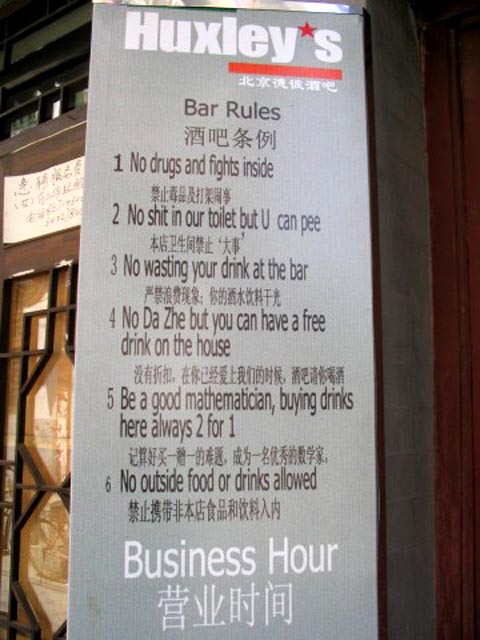 Huxley's
北京德彼酒吧
Bar Rules
酒吧条例
1 No drugs and fights inside
禁止毒品及打架闹事
2 No shit in our toilet but U can pee
本店卫生间禁止‘大事’
3 No wasting your drink at the bar
严禁浪费现象；你的酒水饮料干光
4 No Da Zhe but you can have a free
drink on the house
没有折扣，在你已经爱上我们的时候，酒吧请你喝酒
5 Be a good mathematician, buying drinks
here always 2 for 1
记算好买一赠一的难题，成为一名优秀的数学家。
6 No outside food or drinks allowed
禁止携带非本店食品和饮料入内
Business Hour
营业时间